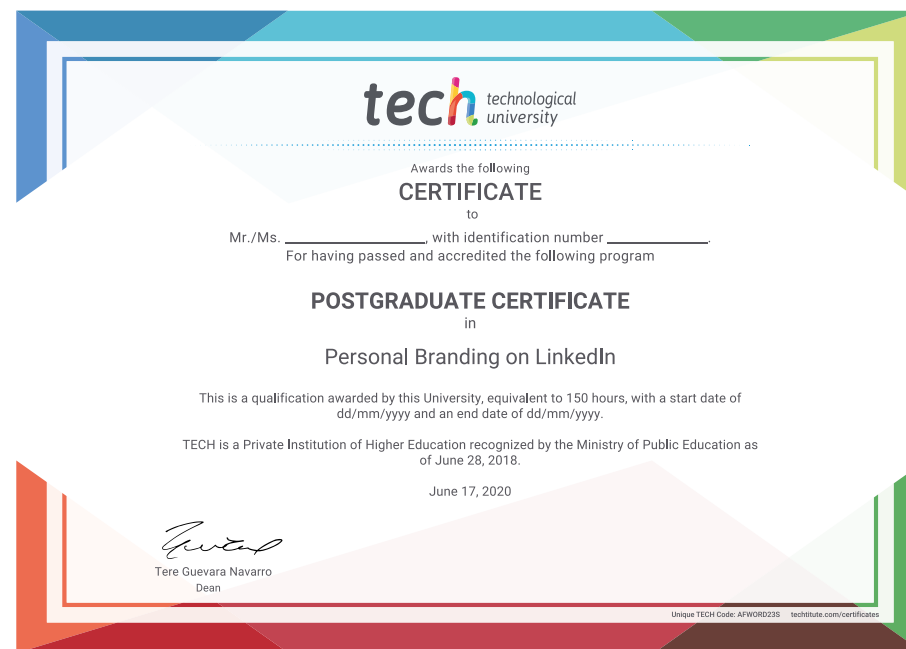 tech technological
university
Awards the following
CERTIFICATE
to
Mr./Ms. __________________, with identification number _____________.
For having passed and accredited the following program
POSTGRADUATE CERTIFICATE
in
Personal Branding on LinkedIn
This is a qualification awarded by this University, equivalent to 150 hours, with a start date of
dd/mm/yyyy and an end date of dd/mm/yyyy.
TECH is a Private Institution of Higher Education recognized by the Ministry of Public Education as
of June 28, 2018.
June 17, 2020
Tere Guevara Navarro
Dean
Unique TECH Code: AFWORD23S techtitute.com/certificates